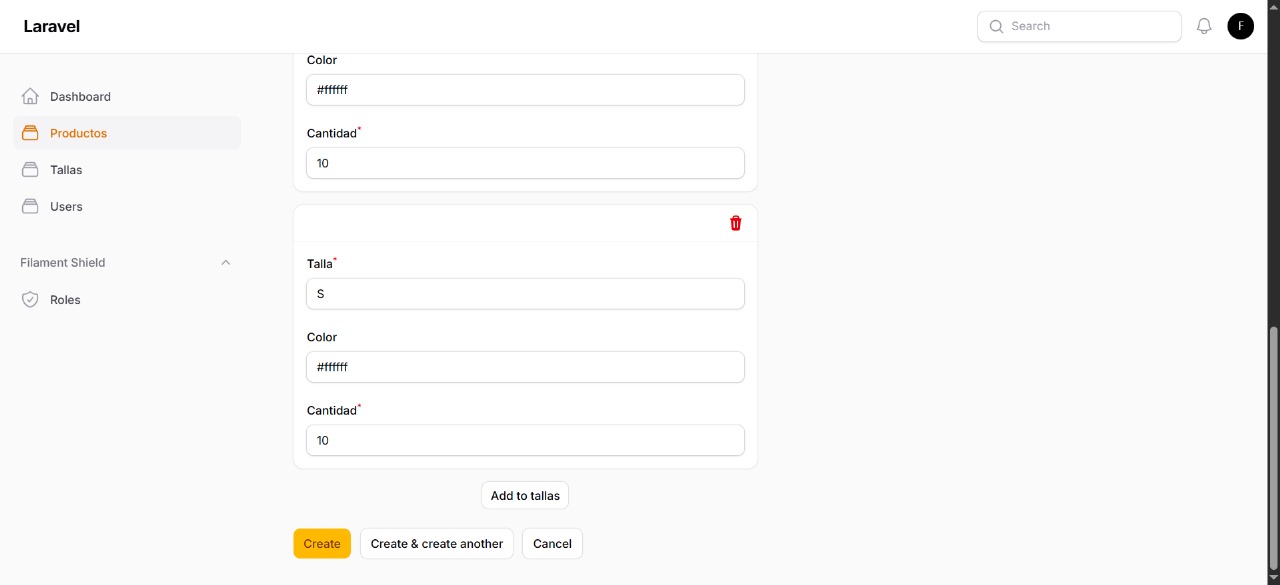 Laravel
Search
F
Dashboard
Productos
Tallas
Users
Filament Shield
Roles
Color
#ffffff
Cantidad*
10
Talla*
S
Color
#ffffff
Cantidad*
10
Add to tallas
Create
Create & create another
Cancel